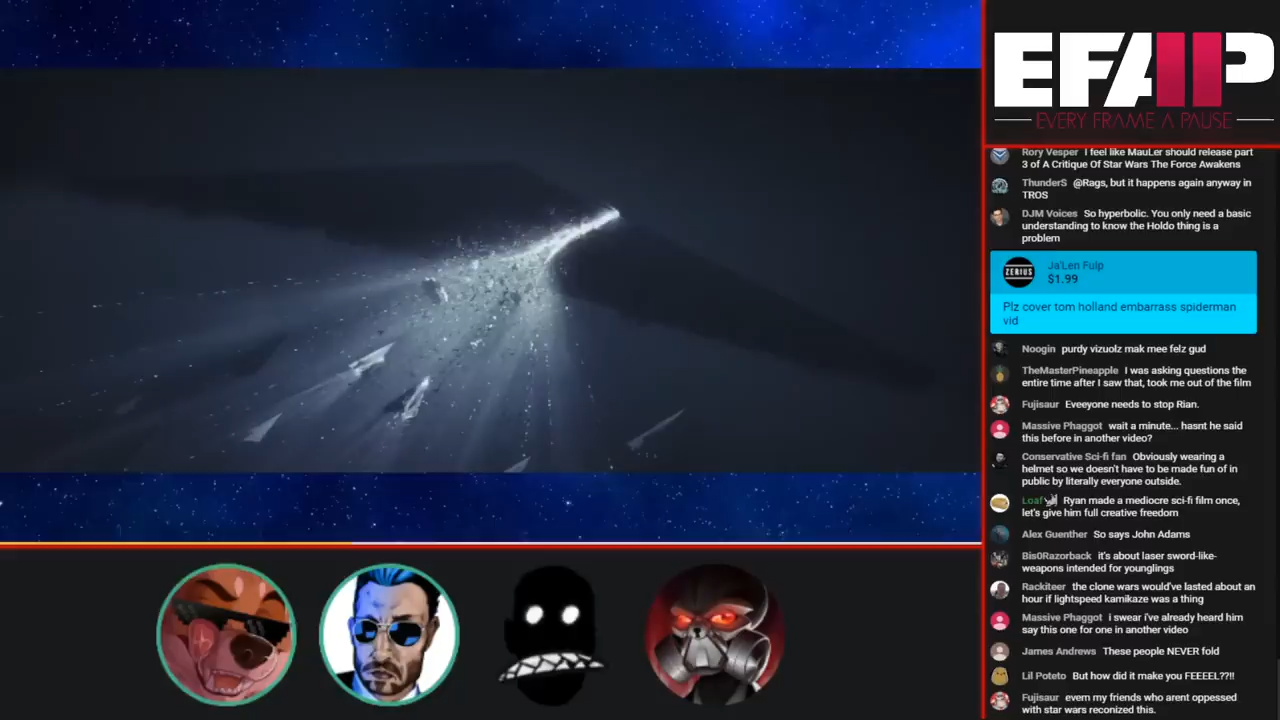 EFAP
EVERY FRAME A PAUSE
Rory Vesper I feel like MauLer should release part
3 of A Critique Of Star Wars The Force Awakens
ThunderS @Rags, but it happens again anyway in
TROS
DJM Voices So hyperbolic. You only need a basic
understanding to know the Holdo thing is a
problem
ZERIUS
Ja'Len Fulp
$1.99
Plz cover tom holland embarrass spiderman
vid
Noogin purdy vizuolz mak mee felz gud
TheMasterPineapple I was asking questions the
entire time after I saw that, took me out of the film
Fujisaur Eveeyone needs to stop Rian.
Massive Phaggot wait a minute... hasnt he said
this before in another video?
Conservative Sci-fi fan Obviously wearing a
helmet so we doesn't have to be made fun of in
public by literally everyone outside.
Loaf Ryan made a mediocre sci-fi film once,
let's give him full creative freedom
Alex Guenther So says John Adams
Bis0Razorback it's about laser sword-like-
weapons intended for younglings
Rackiteer the clone wars would've lasted about an
hour if lightspeed kamikaze was a thing
Massive Phaggot i swear i've already heard him
say this one for one in another video
James Andrews These people NEVER fold
Lil Poteto But how did it make you FEEEEL??!!
Fujisaur evem my friends who arent oppessed
with star wars reconized this.